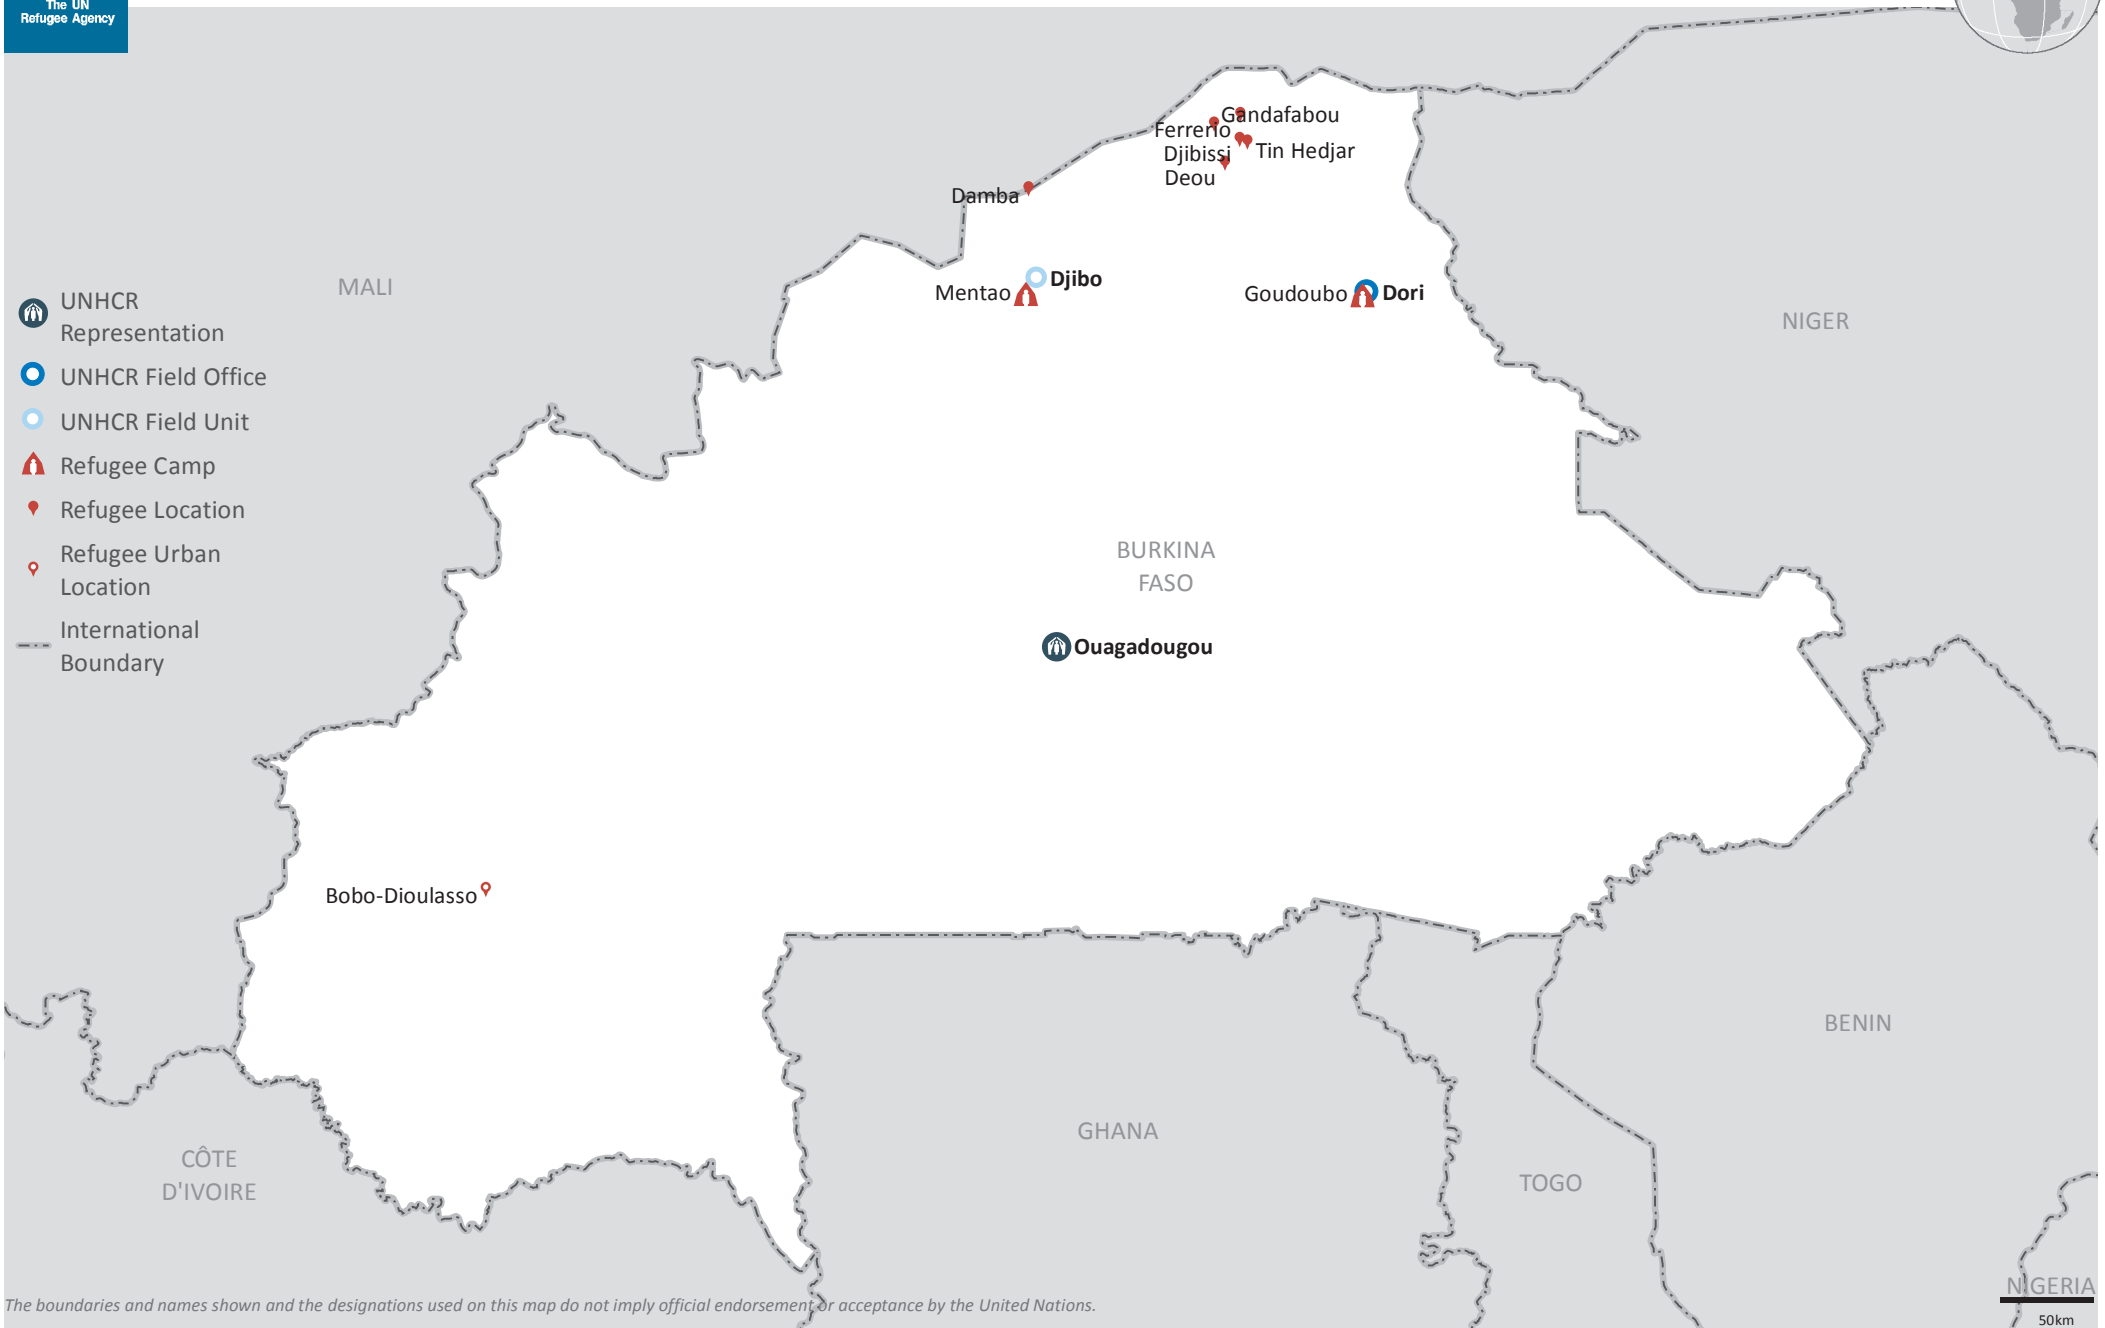 The UN
Refugee Agency
Gandafabou
Ferrerio
Djibissi
Tin Hedjar
Deou
Damba
MALI
Djibo
Mentao
Goudoubo
Dori
NIGER
UNHCR
Representation
UNHCR Field Office
UNHCR Field Unit
Refugee Camp
Refugee Location
Refugee Urban
Location
International
Boundary
BURKINA
FASO
Ouagadougou
Bobo-Dioulasso
BENIN
GHANA
CÔTE
D'IVOIRE
TOGO
NIGERIA
The boundaries and names shown and the designations used on this map do not imply official endorsement or acceptance by the United Nations.
50km